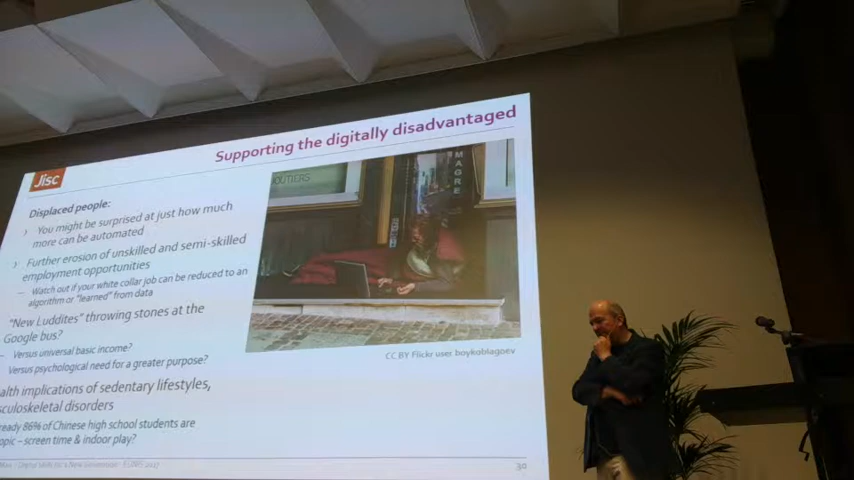 Supporting the digitally disadvantaged
Jisc
Displaced people:
› You might be surprised at just how much
more can be automated
› Further erosion of unskilled and semi-skilled
employment opportunities
– Watch out if your white collar job can be reduced to an
algorithm or "learned" from data
"New Luddites" throwing stones at the
Google bus?
– Versus universal basic income?
Versus psychological need for a greater purpose?
alth implications of sedentary lifestyles,
sculoskeletal disorders
ready 86% of Chinese high school students are
opic – screen time & indoor play?
OUTIERS
MAGRE
CC BY Flickr user boykoblagoev
30